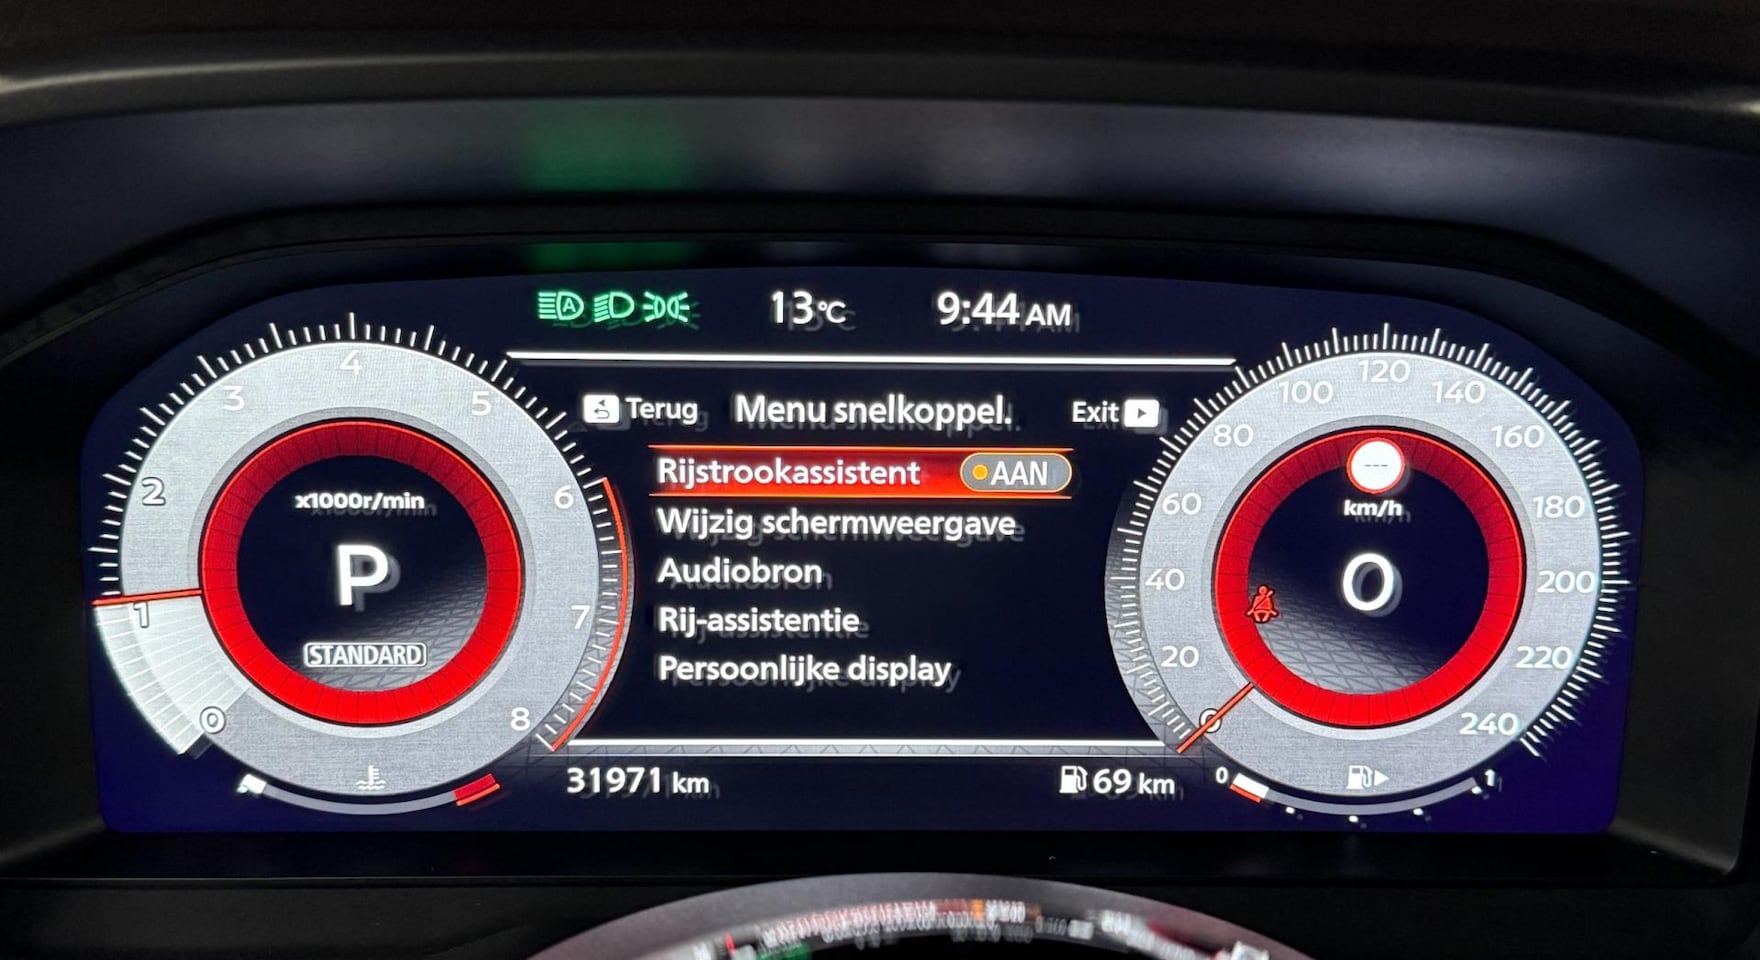 13°C 9:44 AM
Terug Menu snelkoppel. Exit
Rijstrookassistent AAN
Wijzig schermweergave
Audiobron
Rij-assistentie
Persoonlijke display
31971 km 69 km
0 1 2 3 4 5 6 7 8
x1000r/min
P
STANDARD
0 20 40 60 80 100 120 140 160 180 200 220 240
---
km/h
0
0 1
A